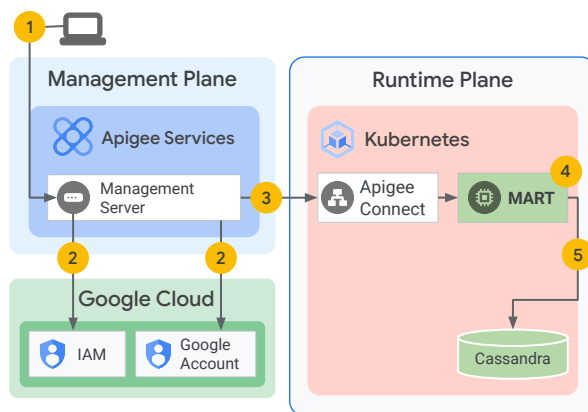 1
Management Plane
Apigee Services
Management
Server
2
2
3
Google Cloud
IAM
Google
Account
Runtime Plane
Kubernetes
Apigee
Connect
MART
4
5
Cassandra